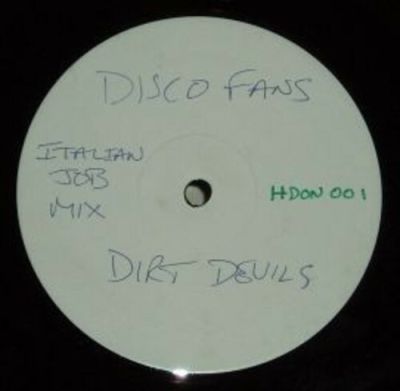 DISCO FANS
ITALIAN
JOB
MIX
HDON 001
DIRT DEVILS